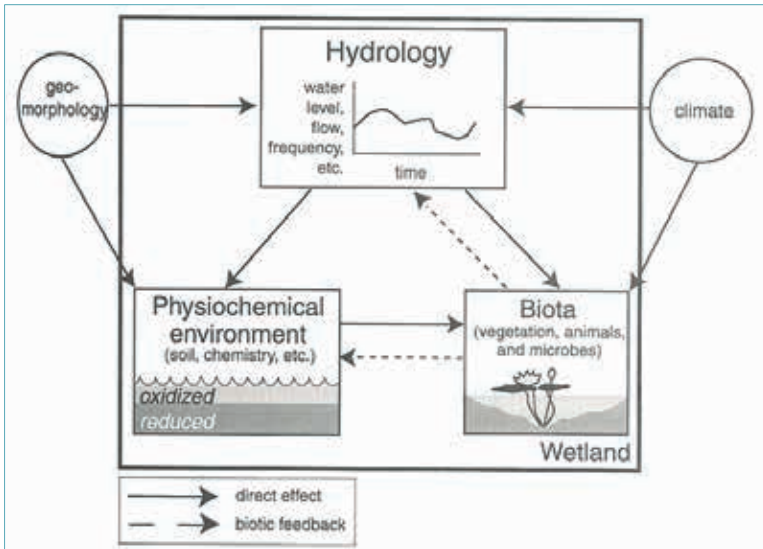 Hydrology
water
level,
flow,
frequency,
etc.
time
geo-
morphology
climate
Physiochemical
environment
(soil, chemistry, etc.)
oxidized
reduced
Biota
(vegetation, animals,
and microbes)
Wetland
direct effect
biotic feedback